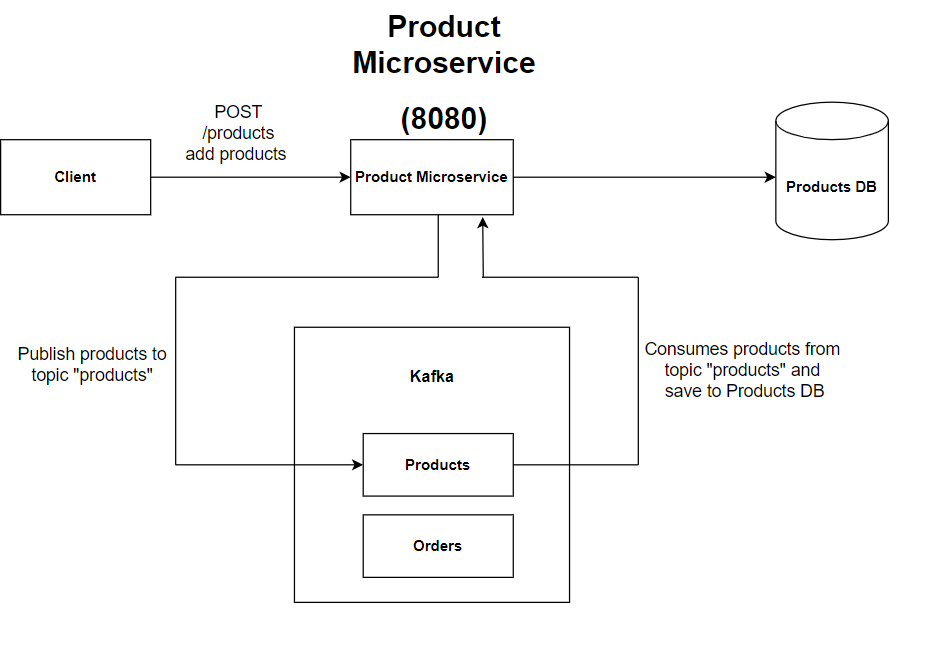 Product
Microservice
(8080)
POST
/products
add products
Client
Product Microservice
Products DB
Publish products to
topic "products"
Kafka
Consumes products from
topic "products" and
save to Products DB
Products
Orders